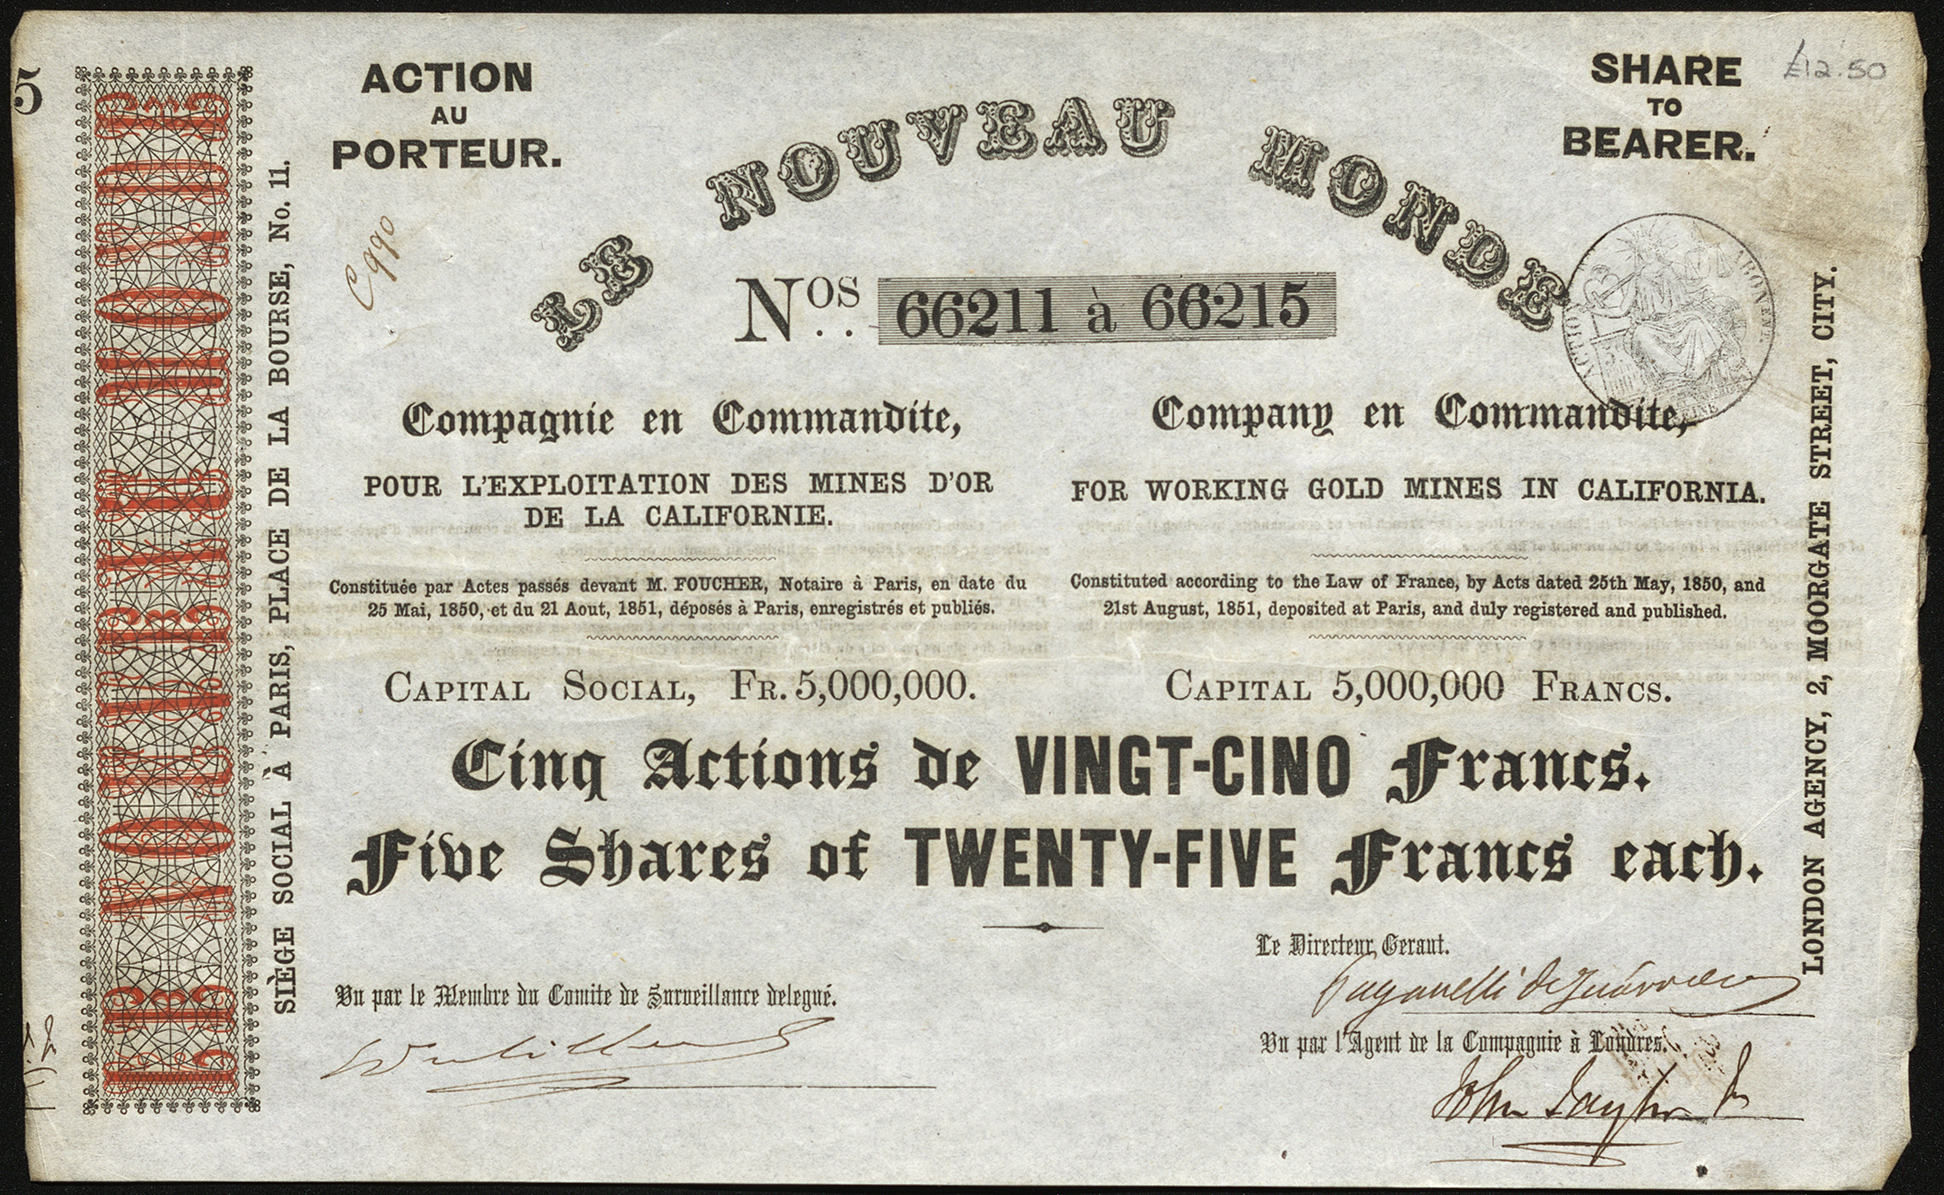 5
ACTION
AU
PORTEUR.
SHARE
TO
BEARER.
£12.50
LE NOUVEAU MONDE
LE NOUVEAU MONDE
C 990
Nos. 66211 à 66215
SIÈGE SOCIAL À PARIS, PLACE DE LA BOURSE, No. 11.
LONDON AGENCY, 2, MOORGATE STREET, CITY.
Compagnie en Commandite,
POUR L'EXPLOITATION DES MINES D'OR
DE LA CALIFORNIE.
Constituée par Actes passés devant M. FOUCHER, Notaire à Paris, en date du
25 Mai, 1850, et du 21 Aout, 1851, déposés à Paris, enregistrés et publiés.
CAPITAL SOCIAL, FR. 5,000,000.
Company en Commandite,
FOR WORKING GOLD MINES IN CALIFORNIA.
Constituted according to the Law of France, by Acts dated 25th May, 1850, and
21st August, 1851, deposited at Paris, and duly registered and published.
CAPITAL 5,000,000 FRANCS.
Cinq Actions de VINGT-CINQ Francs.
Five Shares of TWENTY-FIVE Francs each.
Le Directeur Gerant.
Vu par le Membre du Comite de Surveillance delegué.
Vu par l'Agent de la Compagnie à Londres.
John Taylor Jr